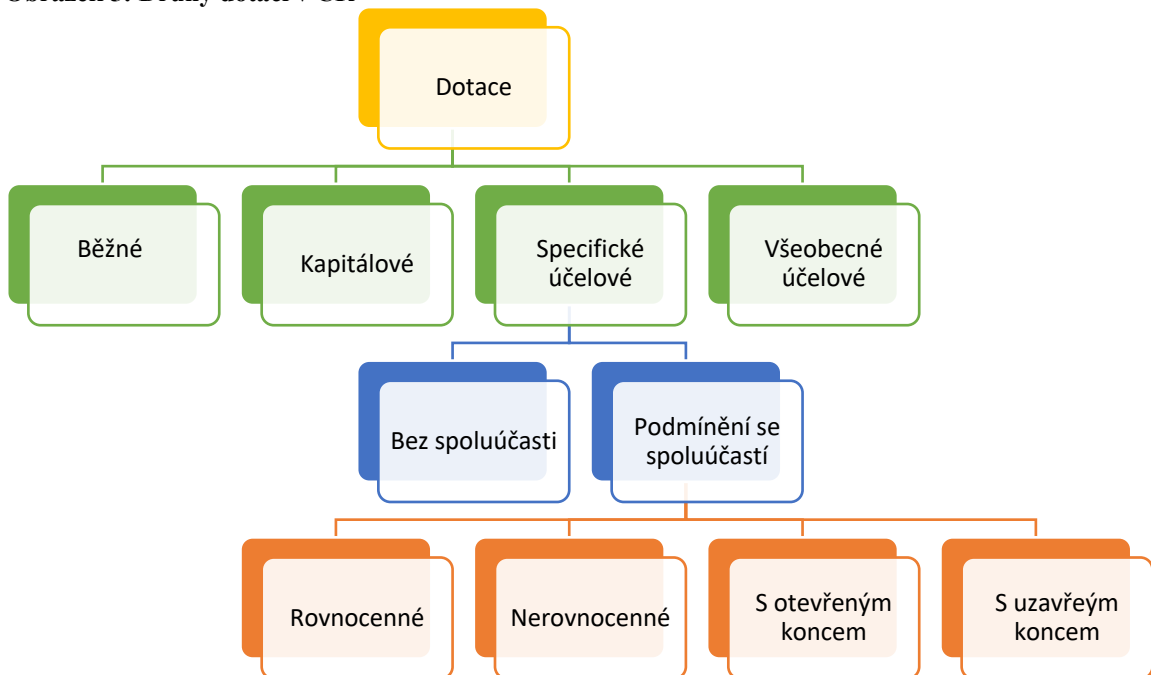 Dotace
Běžné
Kapitálové
Specifické
účelové
Všeobecné
účelové
Bez spoluúčasti
Podmínění se
spoluúčastí
Rovnocenné
Nerovnocenné
S otevřeným
koncem
S uzavřeým
koncem